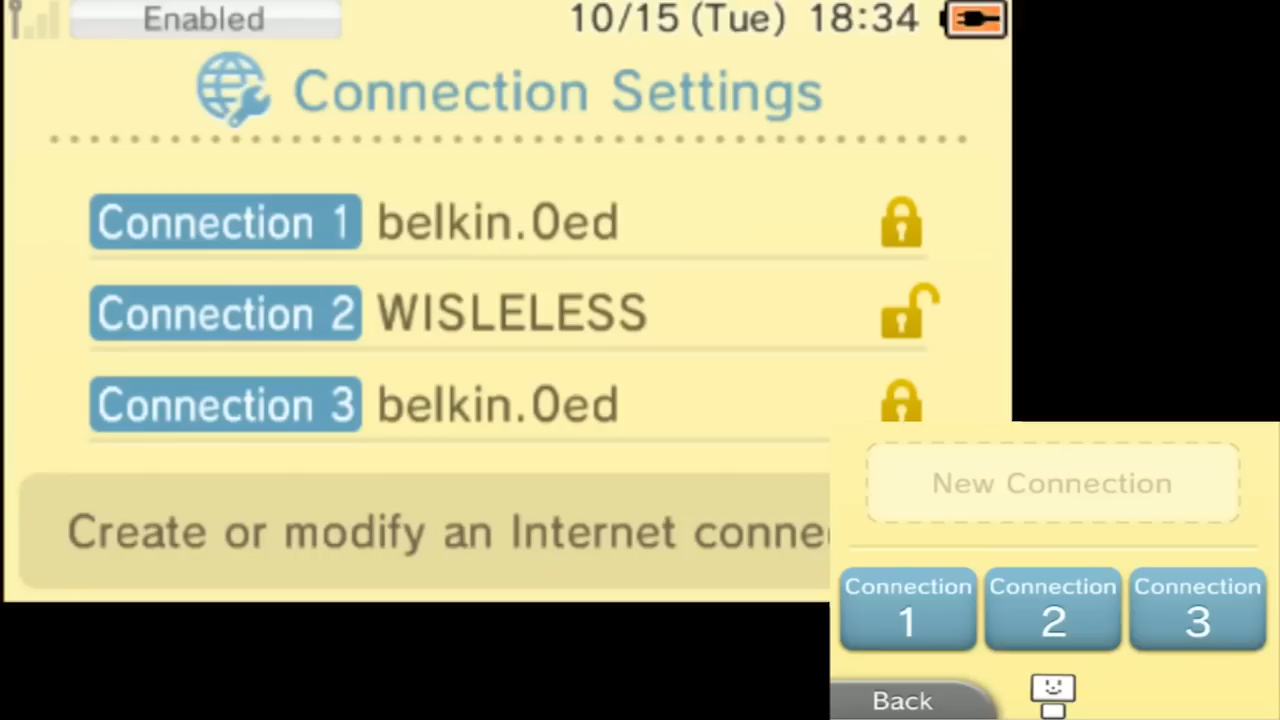 Enabled 10/15 (Tue) 18:34
Connection Settings
Connection 1 belkin.0ed
Connection 2 WISLELESS
Connection 3 belkin.0ed
Create or modify an Internet
New Connection
Connection 1
Connection 2
Connection 3
Back